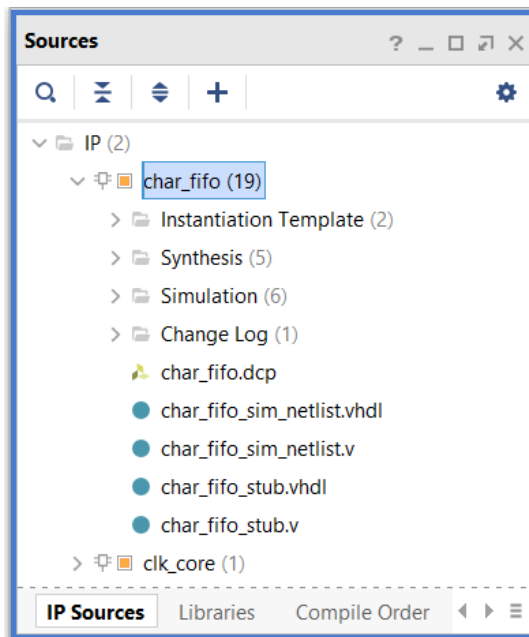 Sources
?
IP (2)
char_fifo (19)
Instantiation Template (2)
Synthesis (5)
Simulation (6)
Change Log (1)
char_fifo.dcp
char_fifo_sim_netlist.vhdl
char_fifo_sim_netlist.v
char_fifo_stub.vhdl
char_fifo_stub.v
clk_core (1)
IP Sources Libraries Compile Order